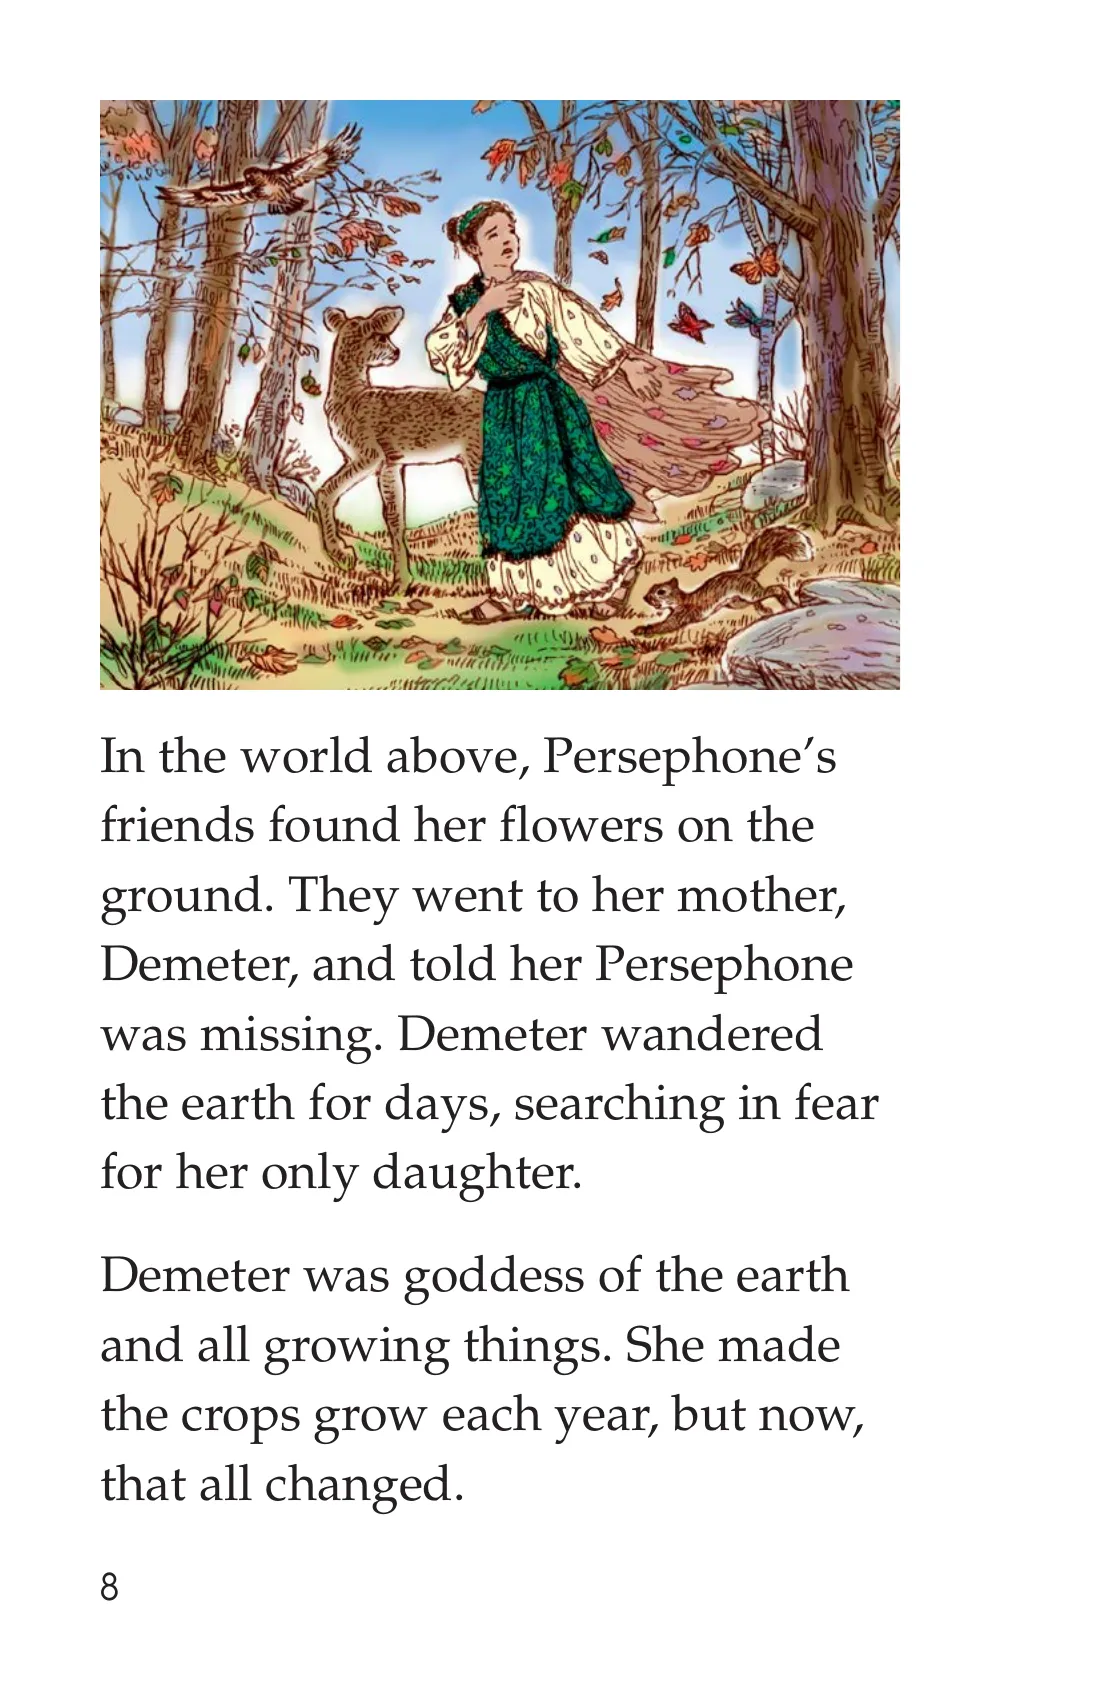 In the world above, Persephone’s
friends found her flowers on the
ground. They went to her mother,
Demeter, and told her Persephone
was missing. Demeter wandered
the earth for days, searching in fear
for her only daughter.
Demeter was goddess of the earth
and all growing things. She made
the crops grow each year, but now,
that all changed.
8